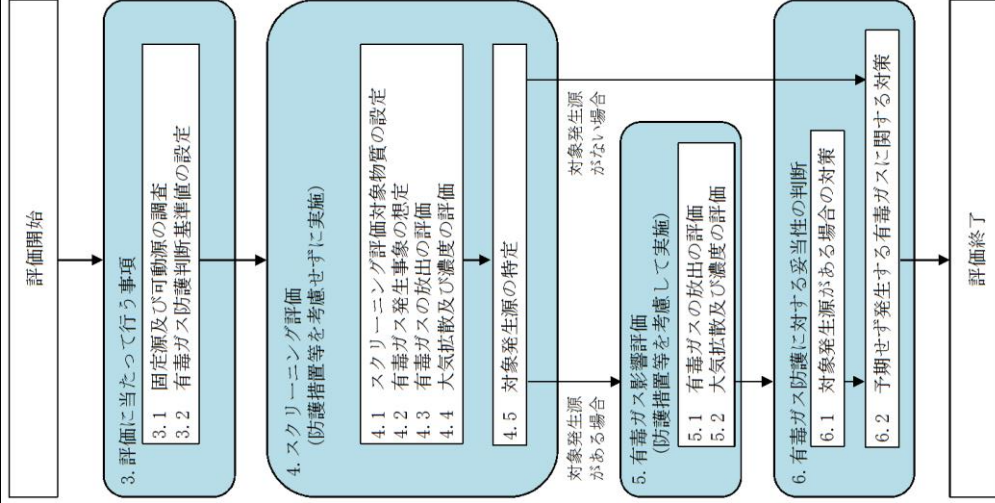 評価開始
3. 評価に当たって行う事項
3.1 固定源及び可動源の調査
3.2 有毒ガス防護判断基準値の設定
4. スクリーニング評価
(防護措置等を考慮せずに実施)
4.1 スクリーニング評価対象物質の設定
4.2 有毒ガス発生事象の想定
4.3 有毒ガスの放出の評価
4.4 大気拡散及び濃度の評価
4.5 対象発生源の特定
対象発生源
がある場合
対象発生源
がない場合
5. 有毒ガス影響評価
(防護措置等を考慮して実施)
5.1 有毒ガスの放出の評価
5.2 大気拡散及び濃度の評価
6. 有毒ガス防護に対する妥当性の判断
6.1 対象発生源がある場合の対策
6.2 予期せず発生する有毒ガスに関する対策
評価終了